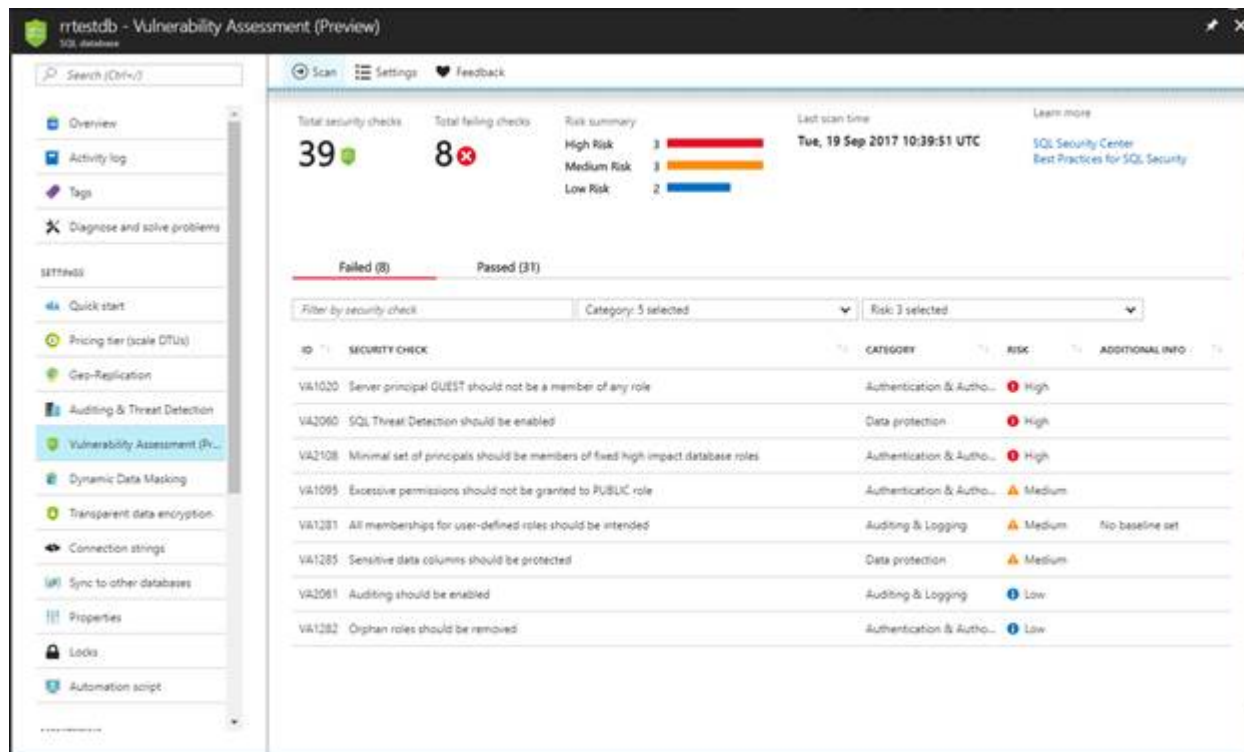 rrtestdb - Vulnerability Assessment (Preview)
SQL database
Search (Ctrl+/)
Overview
Activity log
Tags
Diagnose and solve problems
SETTINGS
Quick start
Pricing tier (scale DTUs)
Geo-Replication
Auditing & Threat Detection
Vulnerability Assessment (Pr...
Dynamic Data Masking
Transparent data encryption
Connection strings
Sync to other databases
Properties
Locks
Automation script
Scan Settings Feedback
Total security checks
39
Total failing checks
8
Risk summary
High Risk 3
Medium Risk 3
Low Risk 2
Last scan time
Tue, 19 Sep 2017 10:39:51 UTC
Learn more
SQL Security Center
Best Practices for SQL Security
Failed (8) Passed (31)
Filter by security check Category: 5 selected Risk: 3 selected
ID SECURITY CHECK CATEGORY RISK ADDITIONAL INFO
VA1020 Server principal GUEST should not be a member of any role Authentication & Autho... High
VA2060 SQL Threat Detection should be enabled Data protection High
VA2108 Minimal set of principals should be members of fixed high impact database roles Authentication & Autho... High
VA1095 Excessive permissions should not be granted to PUBLIC role Authentication & Autho... Medium
VA1281 All memberships for user-defined roles should be intended Auditing & Logging Medium No baseline set
VA1285 Sensitive data columns should be protected Data protection Medium
VA2061 Auditing should be enabled Auditing & Logging Low
VA1282 Orphan roles should be removed Authentication & Autho... Low